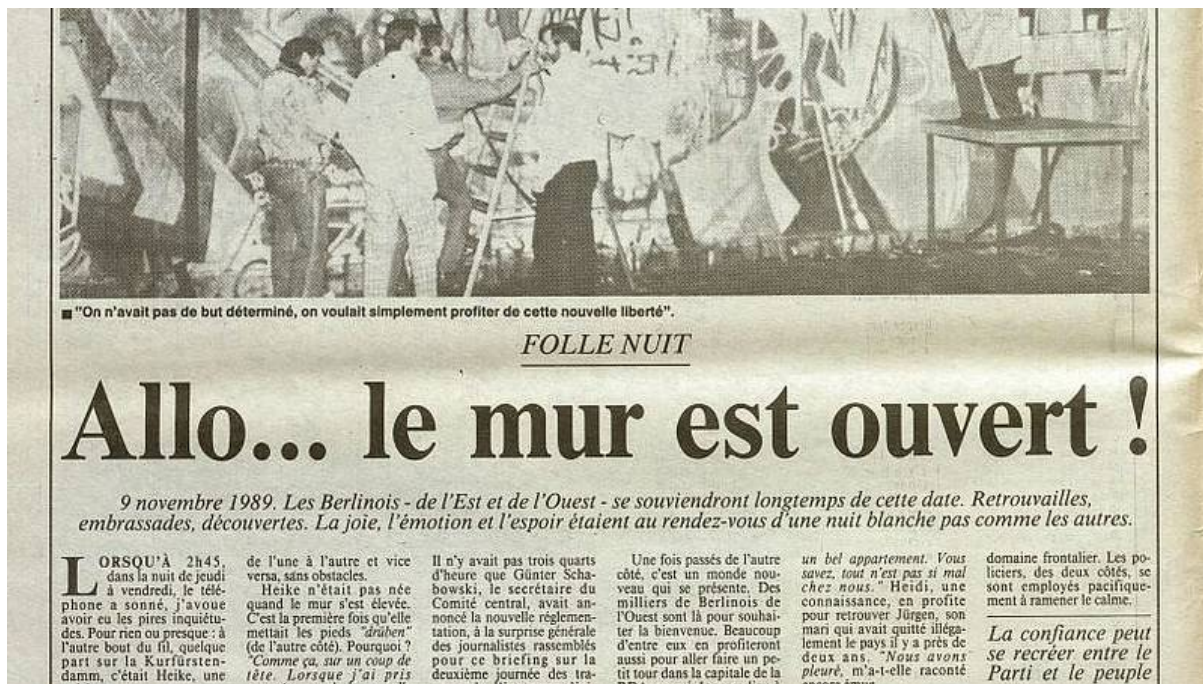 ■ "On n'avait pas de but déterminé, on voulait simplement profiter de cette nouvelle liberté".
FOLLE NUIT
Allo... le mur est ouvert !
9 novembre 1989. Les Berlinois - de l'Est et de l'Ouest - se souviendront longtemps de cette date. Retrouvailles,
embrassades, découvertes. La joie, l'émotion et l'espoir étaient au rendez-vous d'une nuit blanche pas comme les autres.
LORSQU'À 2h45,
dans la nuit de jeudi
à vendredi, le télé-
phone a sonné, j'avoue
avoir eu les pires inquiétu-
des. Pour rien ou presque : à
l'autre bout du fil, quelque
part sur la Kurfürsten-
damm, c'était Heike, une
de l'une à l'autre et vice
versa, sans obstacles.
Heike n'était pas née
quand le mur s'est élevée.
C'est la première fois qu'elle
mettait les pieds "drüben"
(de l'autre côté). Pourquoi ?
"Comme ça, sur un coup de
tête. Lorsque j'ai pris
Il n'y avait pas trois quarts
d'heure que Günter Scha-
bowski, le secrétaire du
Comité central, avait an-
noncé la nouvelle réglemen-
tation, à la surprise générale
des journalistes rassemblés
pour ce briefing sur la
deuxième journée des tra-
Une fois passés de l'autre
côté, c'est un monde nou-
veau qui se présente. Des
milliers de Berlinois de
l'Ouest sont là pour souhai-
ter la bienvenue. Beaucoup
d'entre eux en profiteront
aussi pour aller faire un pe-
tit tour dans la capitale de la
un bel appartement. Vous
savez, tout n'est pas si mal
chez nous." Heidi, une
connaissance, en profite
pour retrouver Jürgen, son
mari qui avait quitté illéga-
lement le pays il y a près de
deux ans. "Nous avons
pleuré, m'a-t-elle raconté
domaine frontalier. Les po-
liciers, des deux côtés, se
sont employés pacifique-
ment à ramener le calme.
La confiance peut
se recréer entre le
Parti et le peuple